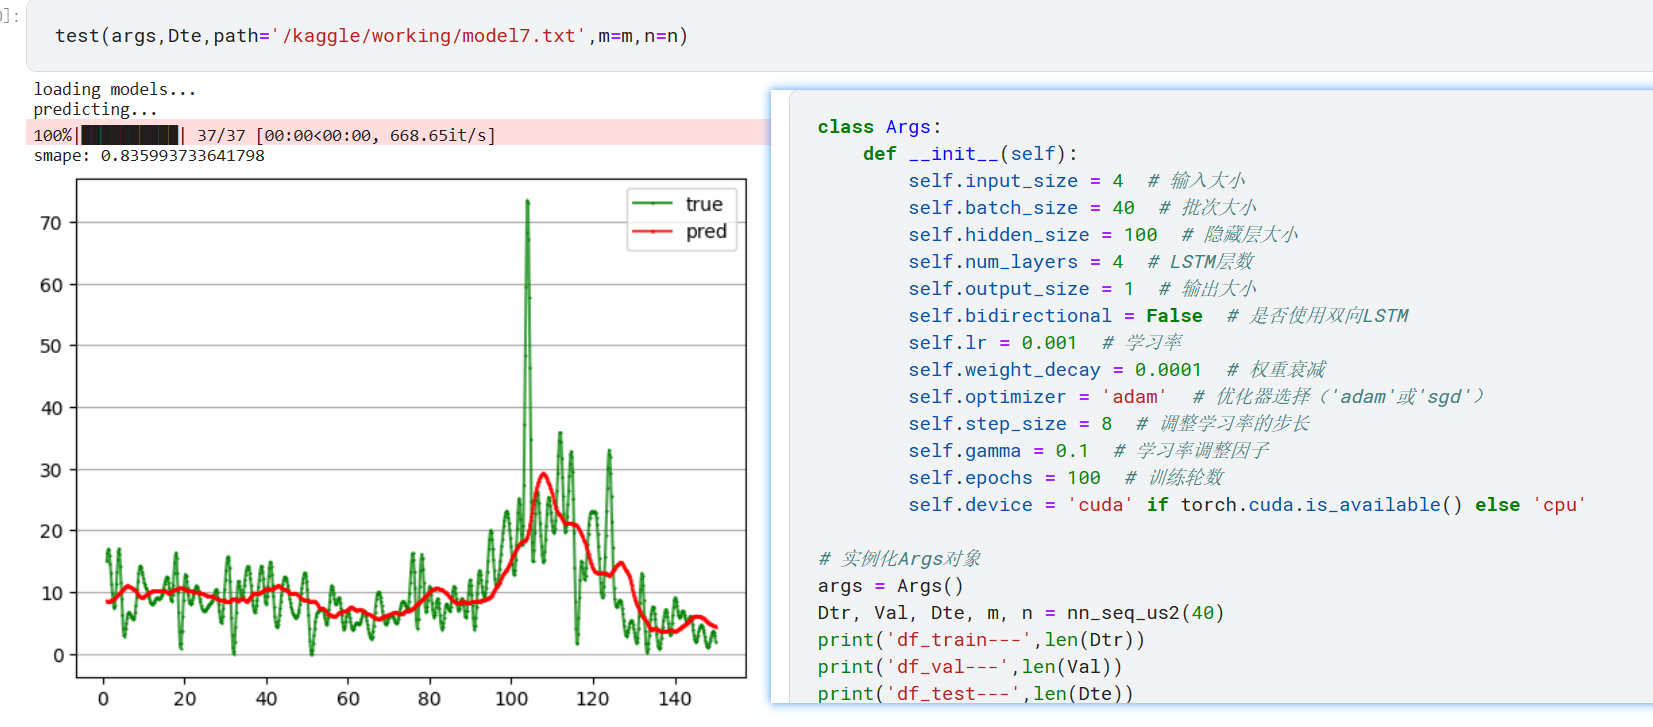 ]:
test(args,Dte,path='/kaggle/working/model7.txt',m=m,n=n)
loading models...
predicting...
100%|██████████| 37/37 [00:00<00:00, 668.65it/s]
smape: 0.835993733641798
true
pred
70
60
50
40
30
20
10
0
0 20 40 60 80 100 120 140
class Args:
def __init__(self):
self.input_size = 4 # 输入大小
self.batch_size = 40 # 批次大小
self.hidden_size = 100 # 隐藏层大小
self.num_layers = 4 # LSTM层数
self.output_size = 1 # 输出大小
self.bidirectional = False # 是否使用双向LSTM
self.lr = 0.001 # 学习率
self.weight_decay = 0.0001 # 权重衰减
self.optimizer = 'adam' # 优化器选择（'adam'或'sgd'）
self.step_size = 8 # 调整学习率的步长
self.gamma = 0.1 # 学习率调整因子
self.epochs = 100 # 训练轮数
self.device = 'cuda' if torch.cuda.is_available() else 'cpu'
# 实例化Args对象
args = Args()
Dtr, Val, Dte, m, n = nn_seq_us2(40)
print('df_train---',len(Dtr))
print('df_val---',len(Val))
print('df_test---',len(Dte))